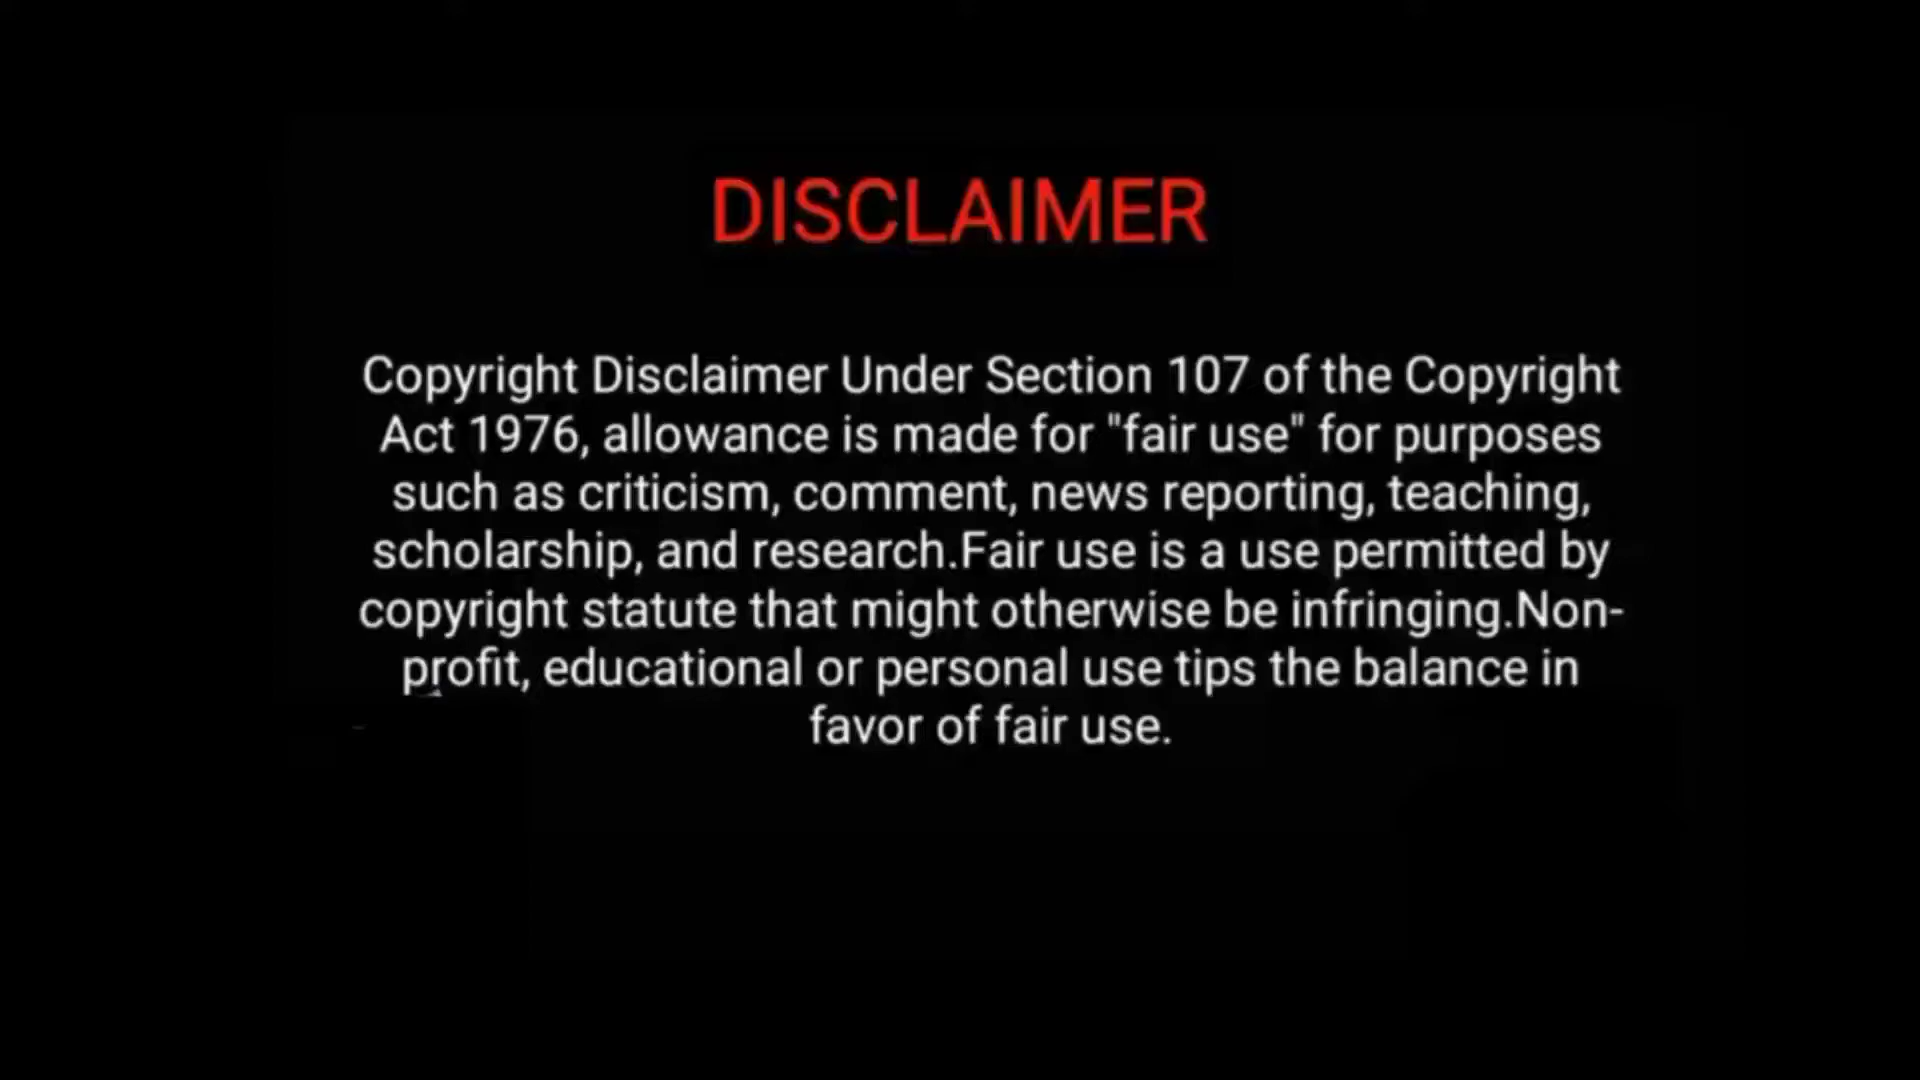 DISCLAIMER
Copyright Disclaimer Under Section 107 of the Copyright
Act 1976, allowance is made for "fair use" for purposes
such as criticism, comment, news reporting, teaching,
scholarship, and research.Fair use is a use permitted by
copyright statute that might otherwise be infringing.Non-
profit, educational or personal use tips the balance in
favor of fair use.